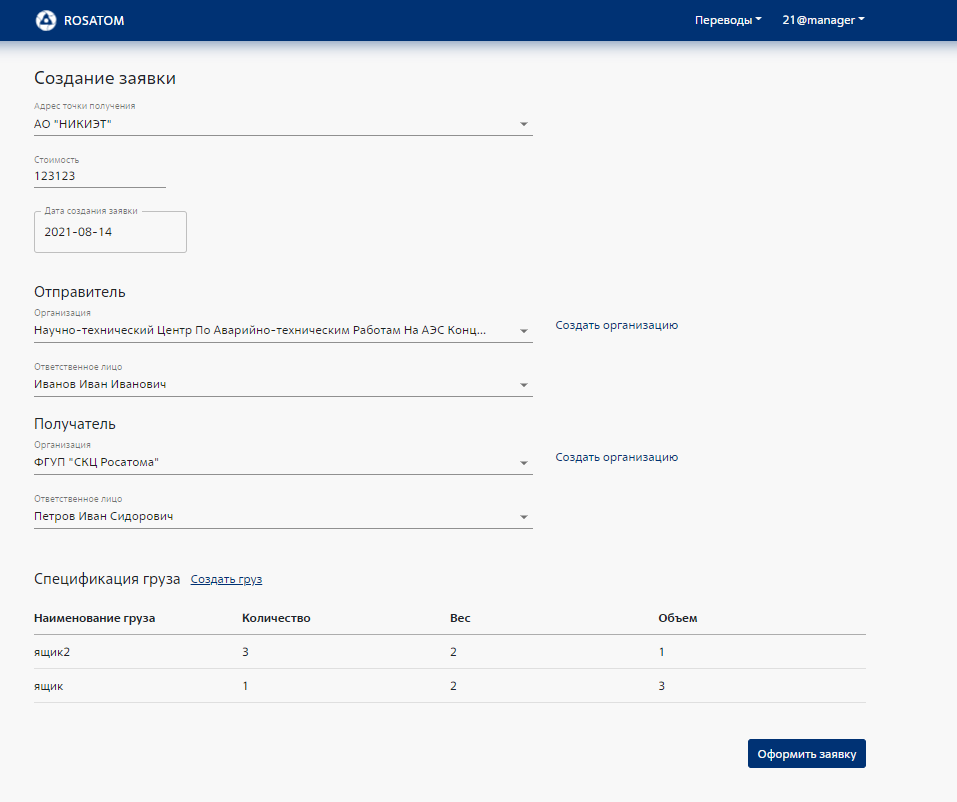 ROSATOM
Переводы
21@manager
Создание заявки
Адрес точки получения
АО "НИКИЭТ"
Стоимость
123123
Дата создания заявки
2021-08-14
Отправитель
Организация
Научно-технический Центр По Аварийно-техническим Работам На АЭС Конц...
Создать организацию
Ответственное лицо
Иванов Иван Иванович
Получатель
Организация
ФГУП "СКЦ Росатома"
Создать организацию
Ответственное лицо
Петров Иван Сидорович
Спецификация груза Создать груз
Наименование груза Количество Вес Объем
ящик2 3 2 1
ящик 1 2 3
Оформить заявку